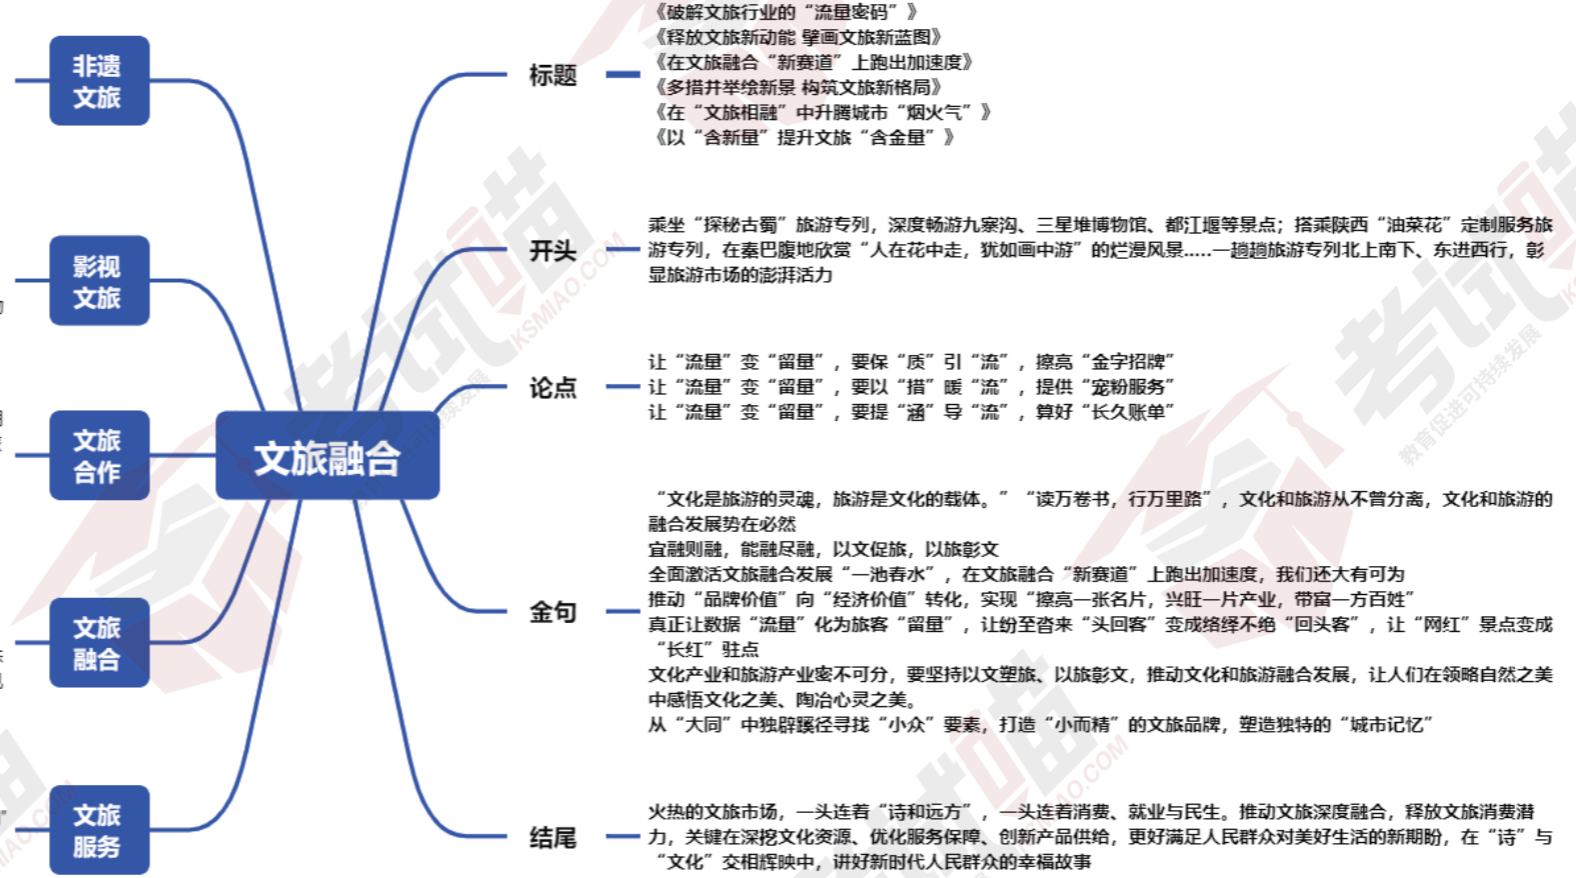 非遗
文旅
影视
文旅
文旅
合作
文旅
融合
文旅
服务
文旅融合
标题
《破解文旅行业的“流量密码”》
《释放文旅新动能 擘画文旅新蓝图》
《在文旅融合“新赛道”上跑出加速度》
《多措并举绘新景 构筑文旅新格局》
《在“文旅相融”中升腾城市“烟火气”》
《以“含新量”提升文旅“含金量”》
开头
乘坐“探秘古蜀”旅游专列，深度畅游九寨沟、三星堆博物馆、都江堰等景点；搭乘陕西“油菜花”定制服务旅
游专列，在秦巴腹地欣赏“人在花中走，犹如画中游”的烂漫风景.....一趟趟旅游专列北上南下、东进西行，彰
显旅游市场的澎湃活力
论点
让“流量”变“留量”，要保“质”引“流”，擦亮“金字招牌”
让“流量”变“留量”，要以“措”暖“流”，提供“宠粉服务”
让“流量”变“留量”，要提“涵”导“流”，算好“长久账单”
金句
“文化是旅游的灵魂，旅游是文化的载体。”“读万卷书，行万里路”，文化和旅游从不曾分离，文化和旅游的
融合发展势在必然
宜融则融，能融尽融，以文促旅，以旅彰文
全面激活文旅融合发展“一池春水”，在文旅融合“新赛道”上跑出加速度，我们还大有可为
推动“品牌价值”向“经济价值”转化，实现“擦亮一张名片，兴旺一片产业，带富一方百姓”
真正让数据“流量”化为旅客“留量”，让纷至沓来“头回客”变成络绎不绝“回头客”，让“网红”景点变成
“长红”驻点
文化产业和旅游产业密不可分，要坚持以文塑旅、以旅彰文，推动文化和旅游融合发展，让人们在领略自然之美
中感悟文化之美、陶冶心灵之美。
从“大同”中独辟蹊径寻找“小众”要素，打造“小而精”的文旅品牌，塑造独特的“城市记忆”
结尾
火热的文旅市场，一头连着“诗和远方”，一头连着消费、就业与民生。推动文旅深度融合，释放文旅消费潜
力，关键在深挖文化资源、优化服务保障、创新产品供给，更好满足人民群众对美好生活的新期盼，在“诗”与
“文化”交相辉映中，讲好新时代人民群众的幸福故事
考试喵
KSMIAO.COM
考试喵
教育促进可持续发展